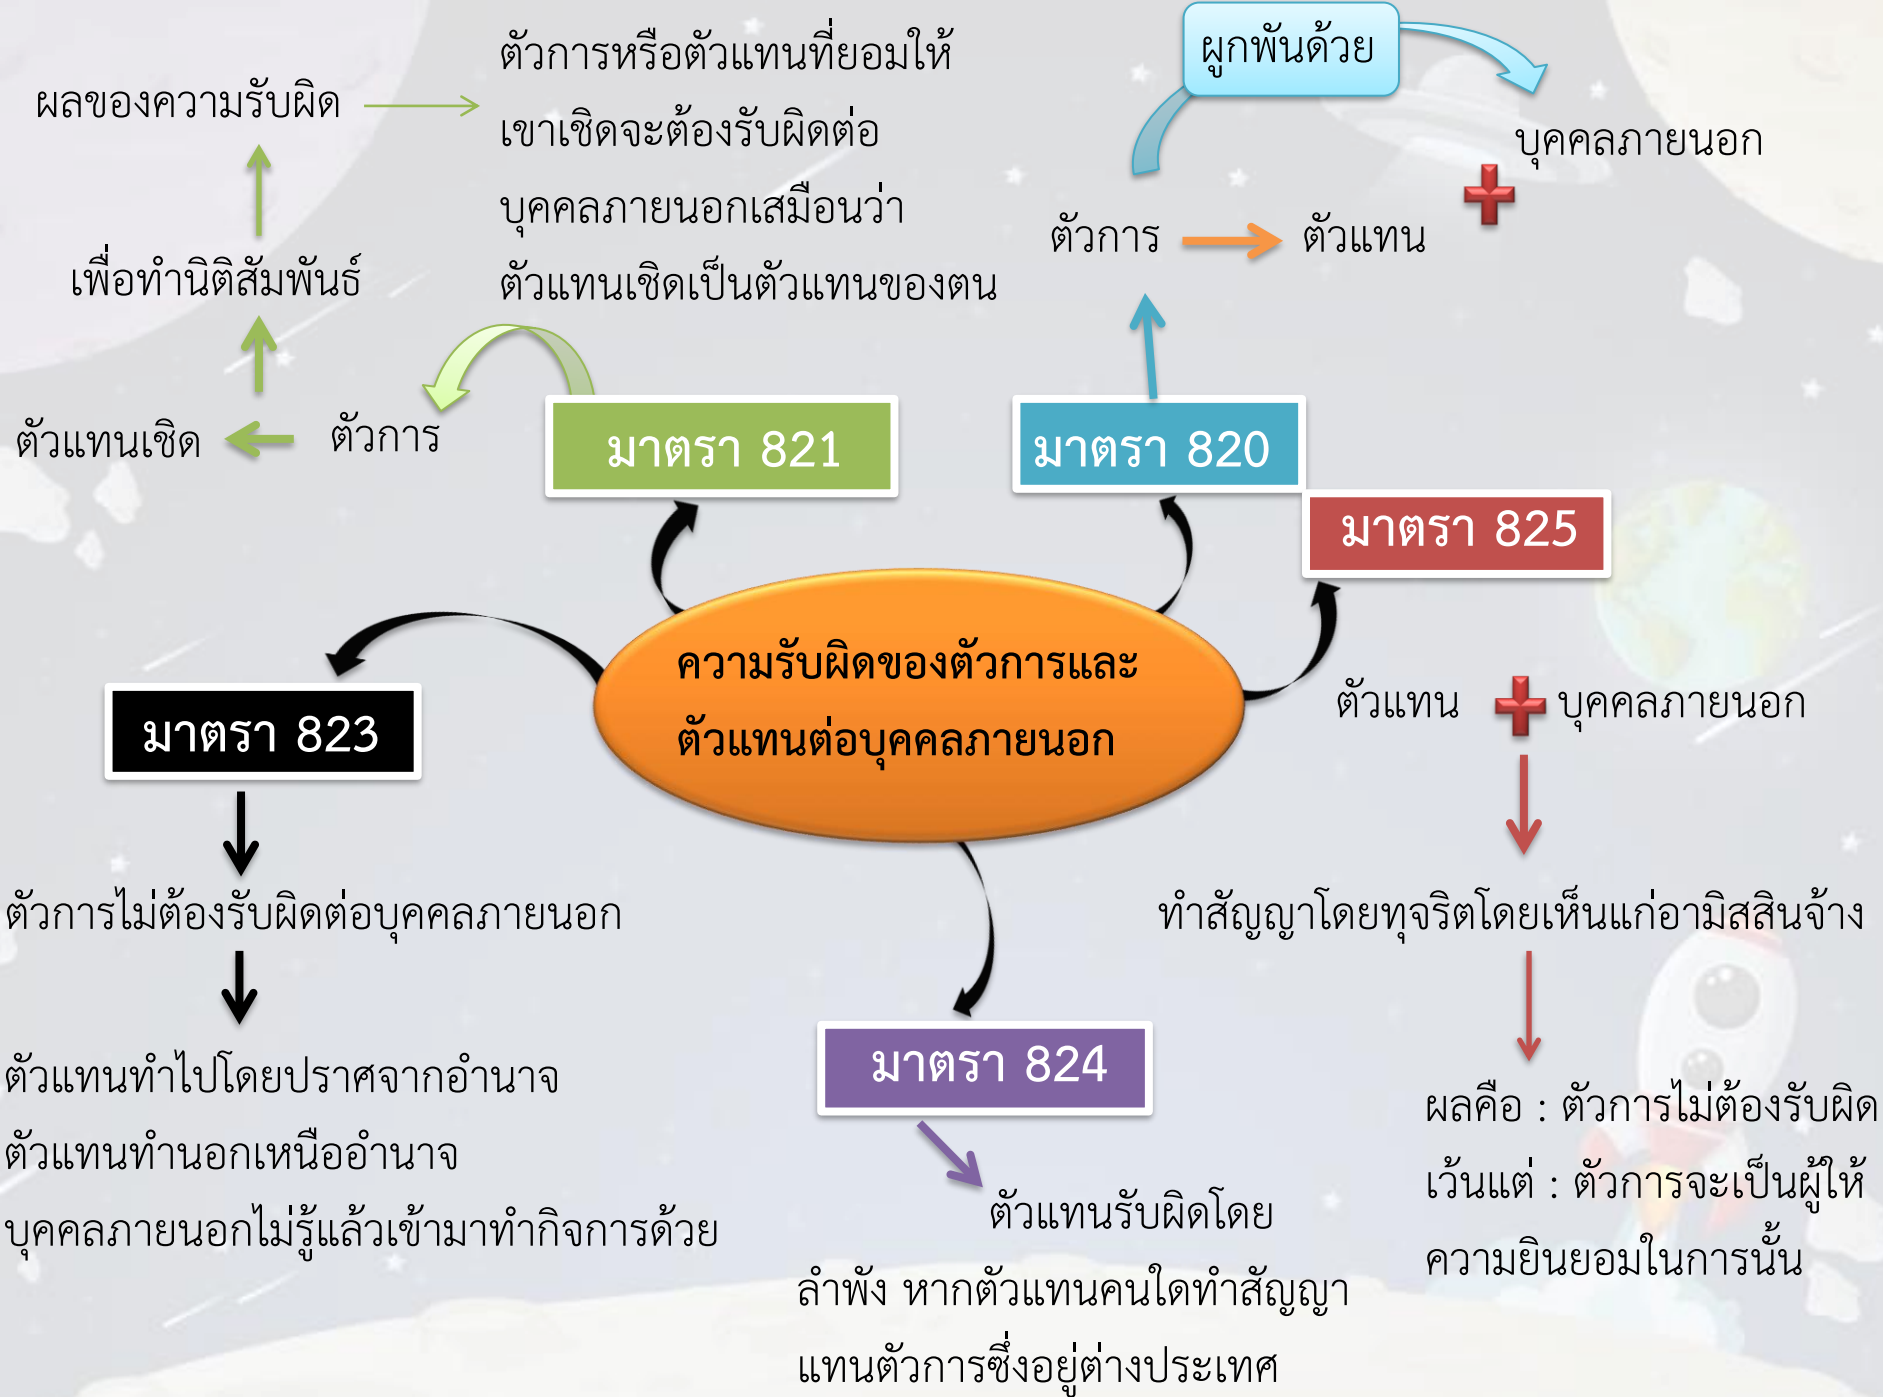 ผูกพันด้วย
บุคคลภายนอก
ตัวการ
ตัวแทน
มาตรา 820
ผลของความรับผิด
ตัวการหรือตัวแทนที่ยอมให้
เขาเชิดจะต้องรับผิดต่อ
บุคคลภายนอกเสมือนว่า
ตัวแทนเชิดเป็นตัวแทนของตน
เพื่อทำนิติสัมพันธ์
ตัวแทนเชิด
ตัวการ
มาตรา 821
มาตรา 825
ตัวแทน
บุคคลภายนอก
ทำสัญญาโดยทุจริตโดยเห็นแก่อามิสสินจ้าง
ผลคือ : ตัวการไม่ต้องรับผิด
เว้นแต่ : ตัวการจะเป็นผู้ให้
ความยินยอมในการนั้น
ความรับผิดของตัวการและ
ตัวแทนต่อบุคคลภายนอก
มาตรา 823
ตัวการไม่ต้องรับผิดต่อบุคคลภายนอก
ตัวแทนทำไปโดยปราศจากอำนาจ
ตัวแทนทำนอกเหนืออำนาจ
บุคคลภายนอกไม่รู้แล้วเข้ามาทำกิจการด้วย
มาตรา 824
ตัวแทนรับผิดโดย
ลำพัง หากตัวแทนคนใดทำสัญญา
แทนตัวการซึ่งอยู่ต่างประเทศ